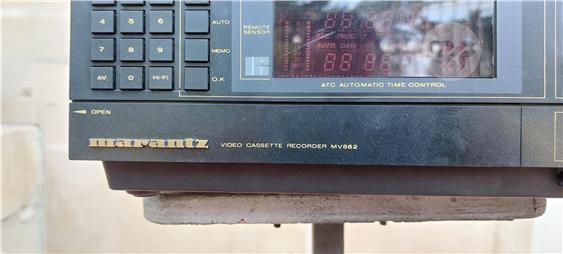 4 5 6 AUTO
7 8 9 MEMO
AV 0 Hi-Fi O.K
REMOTE
SENSOR
REC PROG
AUTO DATE
ATC AUTOMATIC TIME CONTROL
OPEN
marantz VIDEO CASSETTE RECORDER MV862